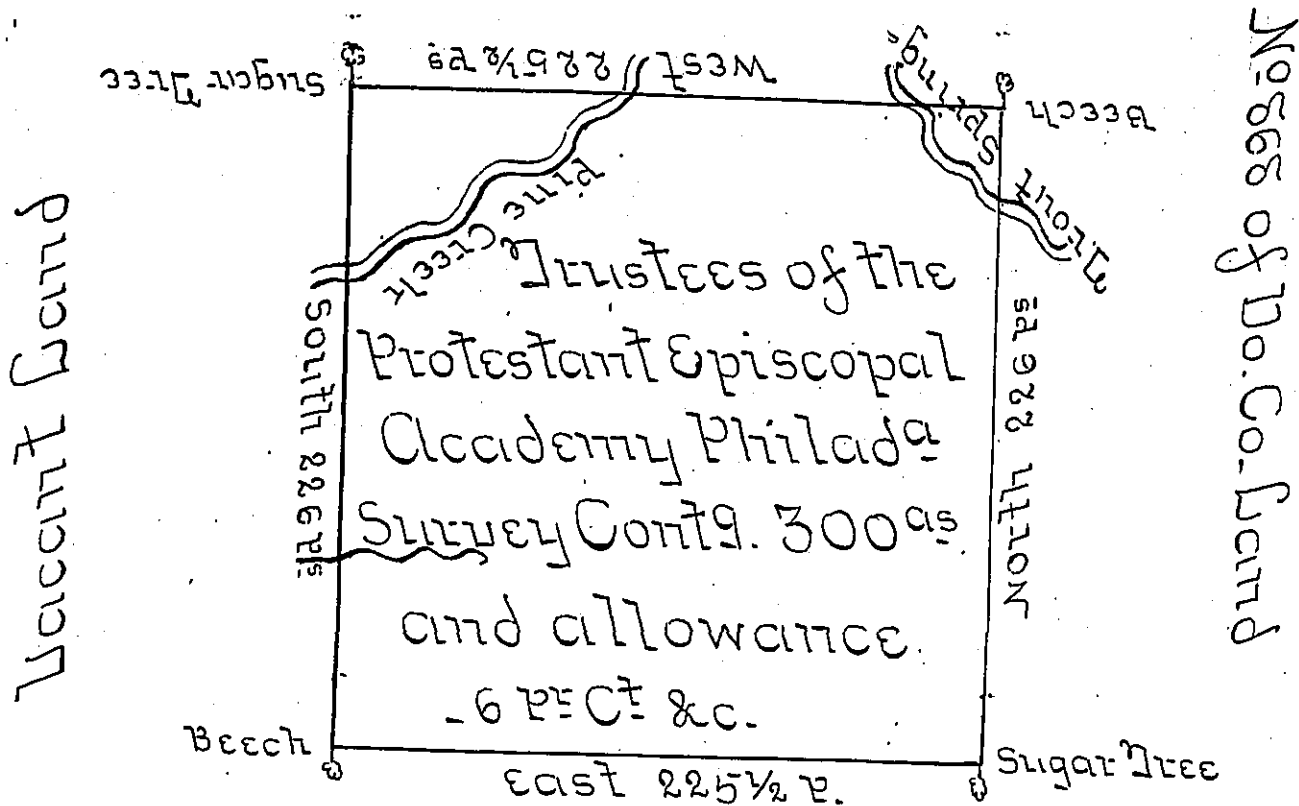 Sugar Tree
West 225½ Ps
Spring
Beech
Trout
Pine Creek
Vacant Land
South 226 Ps
North 226 Ps
No. 5668 of Do. Co. Land
Trustees of the
Protestant Episcopal
Accademy Philada
Survey Contg. 300 as
and allowance
6 Pr Ct &c.
Beech
East 225½ P.
Sugar Tree